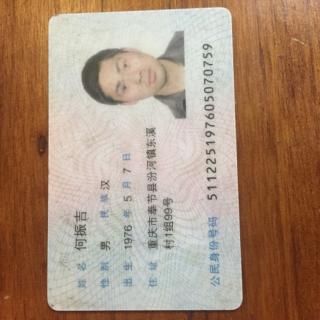 姓名 何振吉
性别 男 民族 汉
出生 1976 年 5 月 7 日
住址 重庆市奉节县汾河镇东溪
村1组99号
公民身份号码 511225197605070759